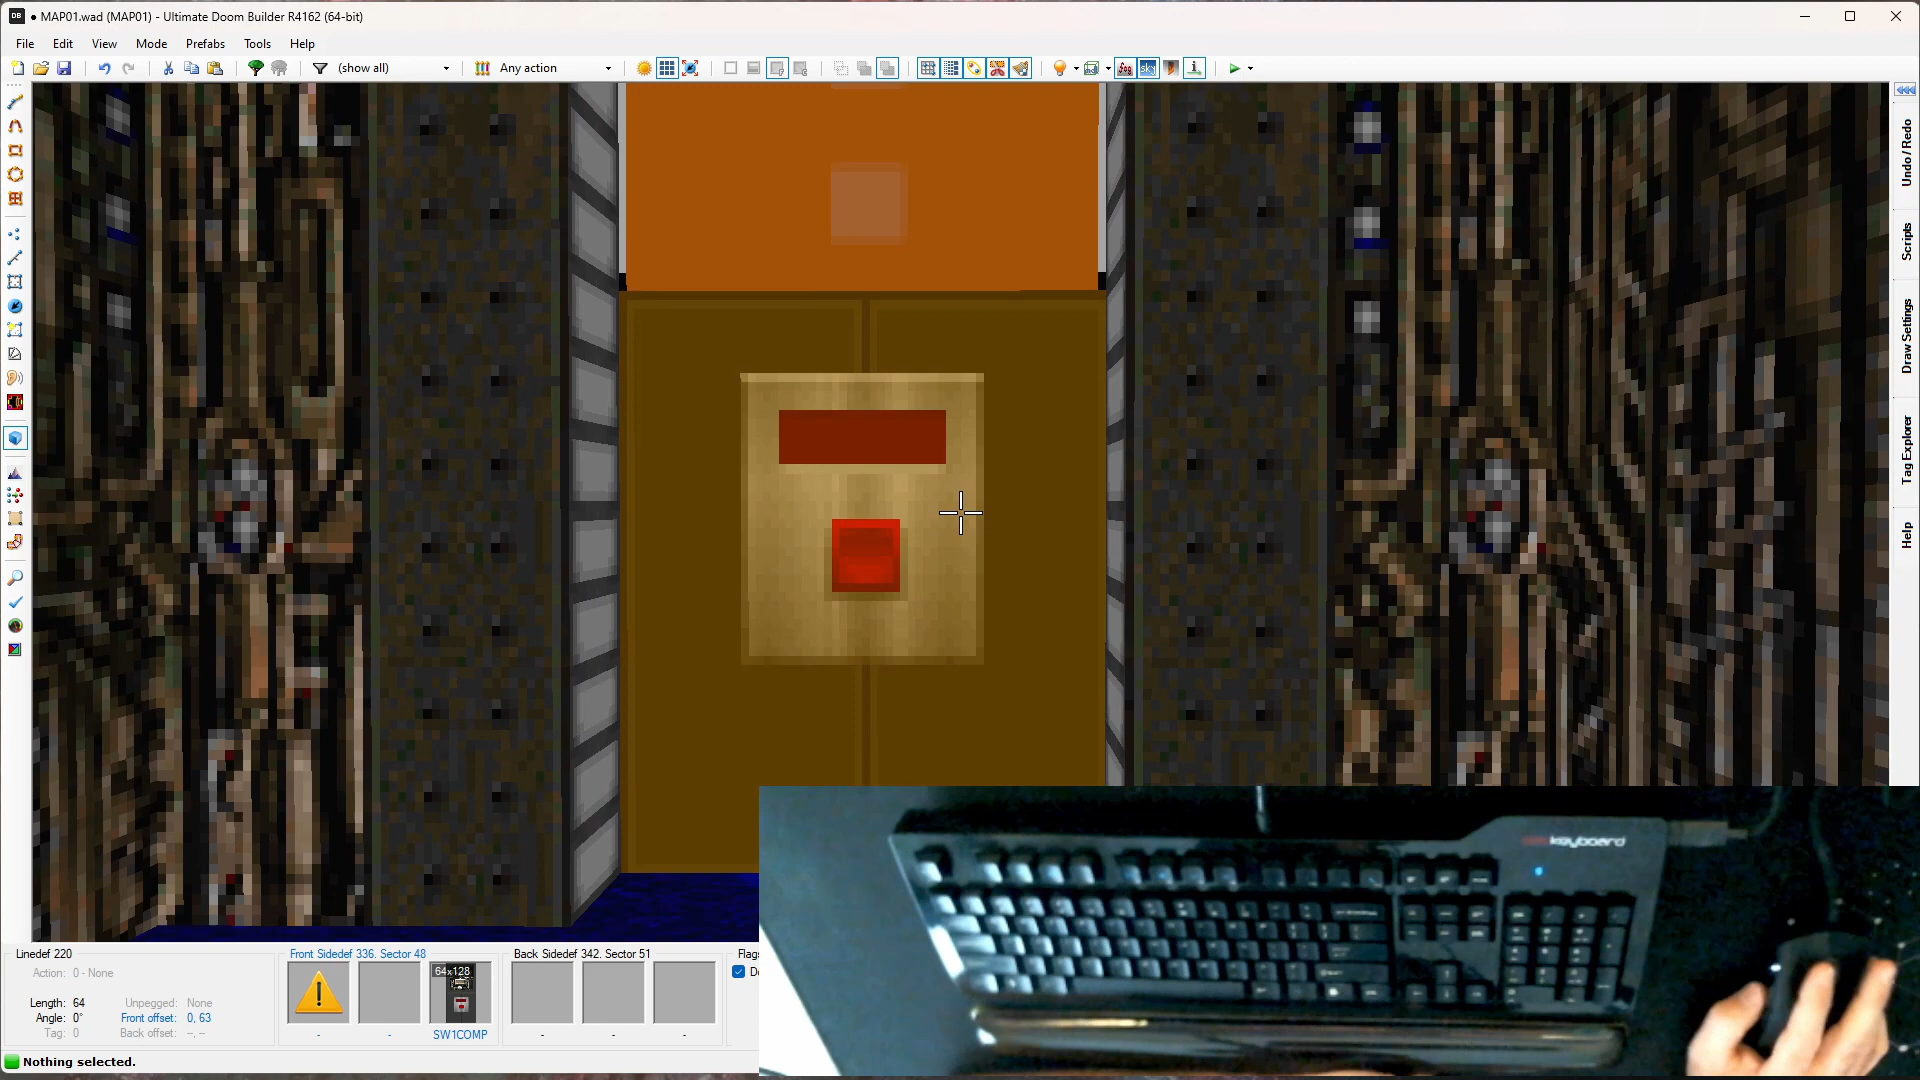 MAP01.wad (MAP01) - Ultimate Doom Builder R4162 (64-bit)
File Edit View Mode Prefabs Tools Help
(show all) Any action
Undo / Redo
Scripts
Draw Settings
Tag Explorer
Help
keyboard
Linedef 220
Action: 0 - None
Length: 64 Unpegged: None
Angle: 0° Front offset: 0, 63
Tag: 0 Back offset: --, --
Front Sidedef 336. Sector 48
64x128
- - SW1COMP
Back Sidedef 342. Sector 51
- - -
Flags
Nothing selected.